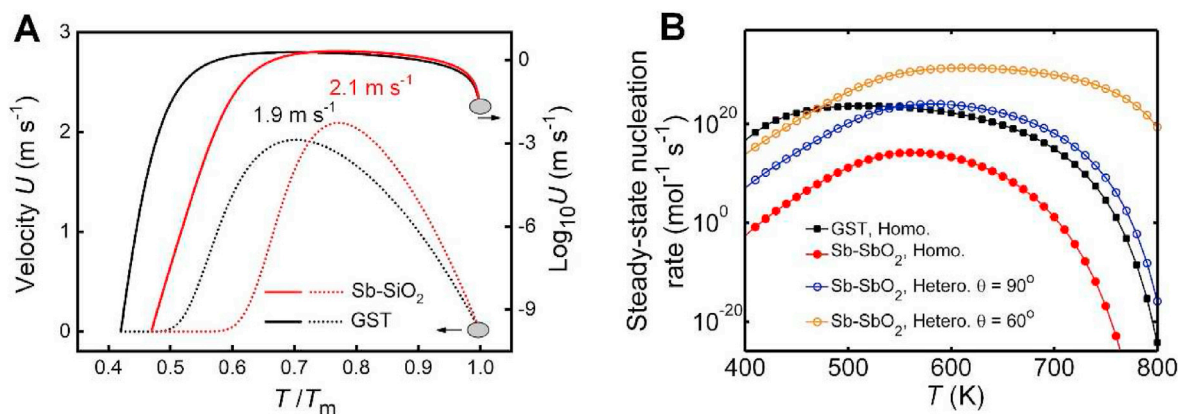 A
Velocity U (m s⁻¹)
3
2
1
0
2.1 m s⁻¹
1.9 m s⁻¹
Sb-SiO₂
GST
0
-3
-6
-9
Log₁₀U (m s⁻¹)
0.4 0.5 0.6 0.7 0.8 0.9 1.0
T/Tₘ
B
Steady-state nucleation
rate (mol⁻¹ s⁻¹)
10²⁰
10⁰
10⁻²⁰
GST, Homo.
Sb-SbO₂, Homo.
Sb-SbO₂, Hetero. θ = 90°
Sb-SbO₂, Hetero. θ = 60°
400 500 600 700 800
T (K)